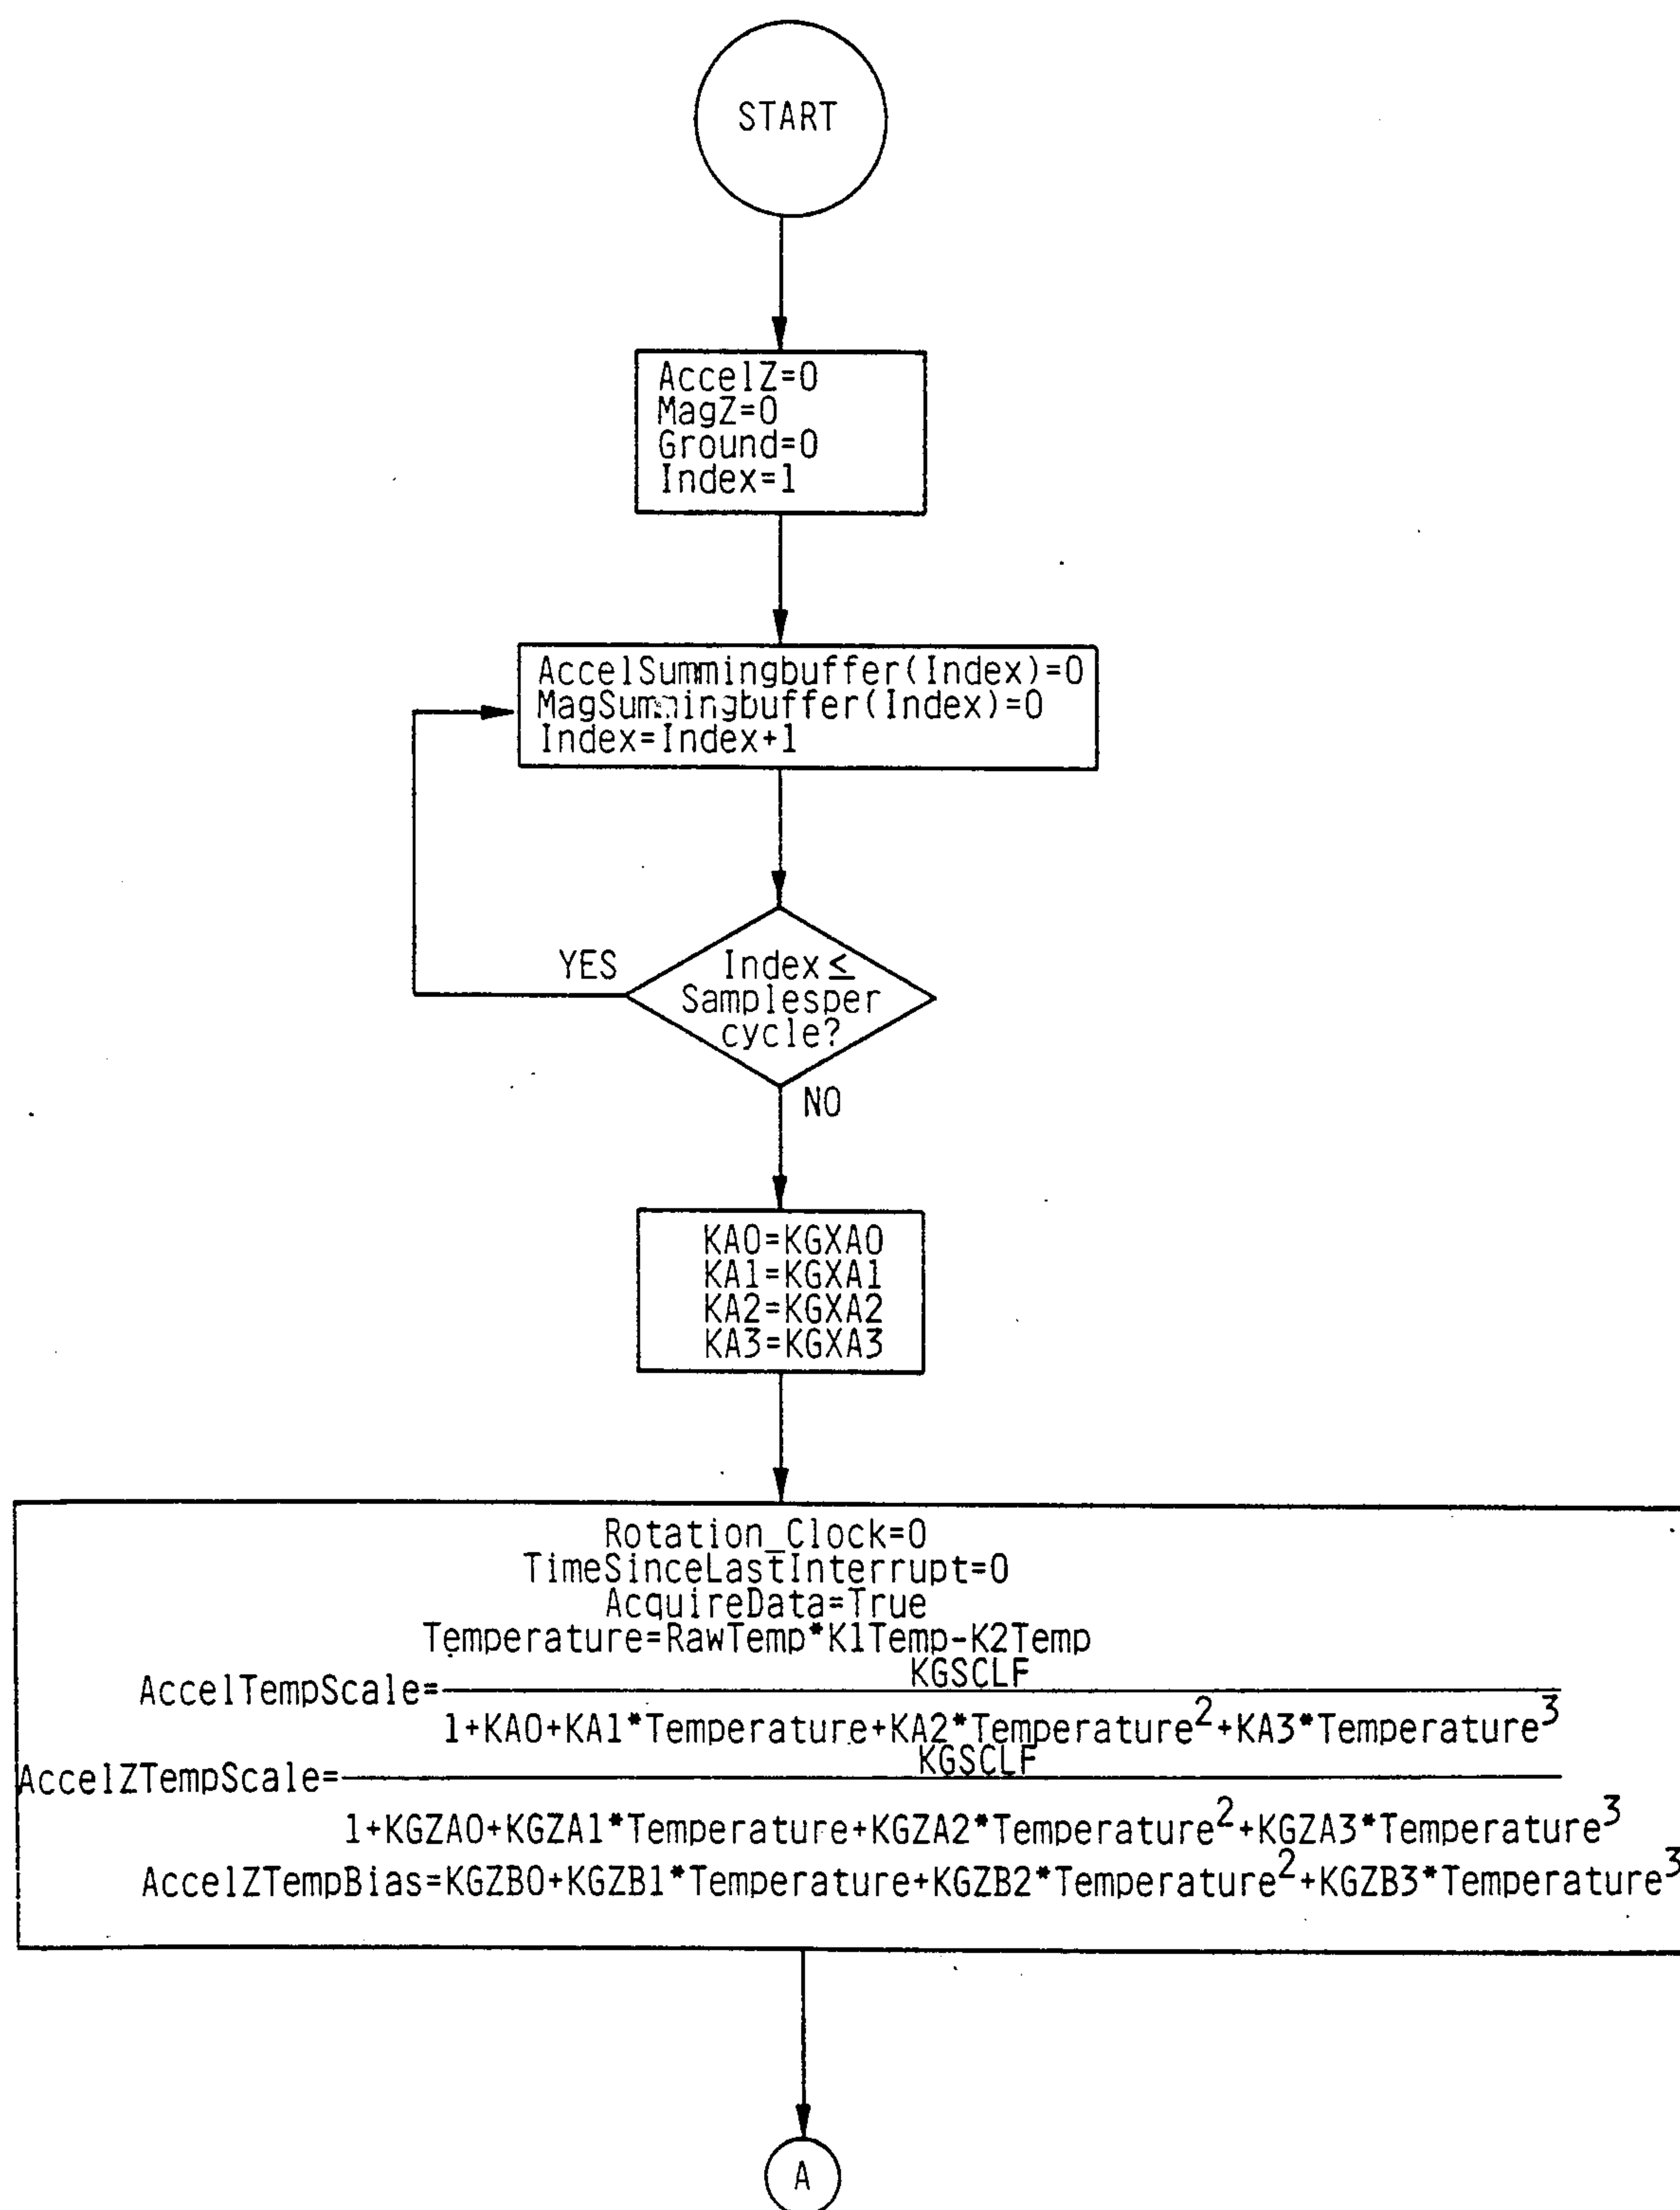 START
AccelZ=0
MagZ=0
Ground=0
Index=1
AccelSummingbuffer(Index)=0
MagSummingbuffer(Index)=0
Index=Index+1
YES
Index≤
Samplesper
cycle?
NO
KA0=KGXA0
KA1=KGXA1
KA2=KGXA2
KA3=KGXA3
Rotation_Clock=0
TimeSinceLastInterrupt=0
AcquireData=True
Temperature=RawTemp*K1Temp-K2Temp
KGSCLF
AccelTempScale=
1+KA0+KA1*Temperature+KA2*Temperature²+KA3*Temperature³
KGSCLF
AccelZTempScale=
1+KGZA0+KGZA1*Temperature+KGZA2*Temperature²+KGZA3*Temperature³
AccelZTempBias=KGZB0+KGZB1*Temperature+KGZB2*Temperature²+KGZB3*Temperature³
A